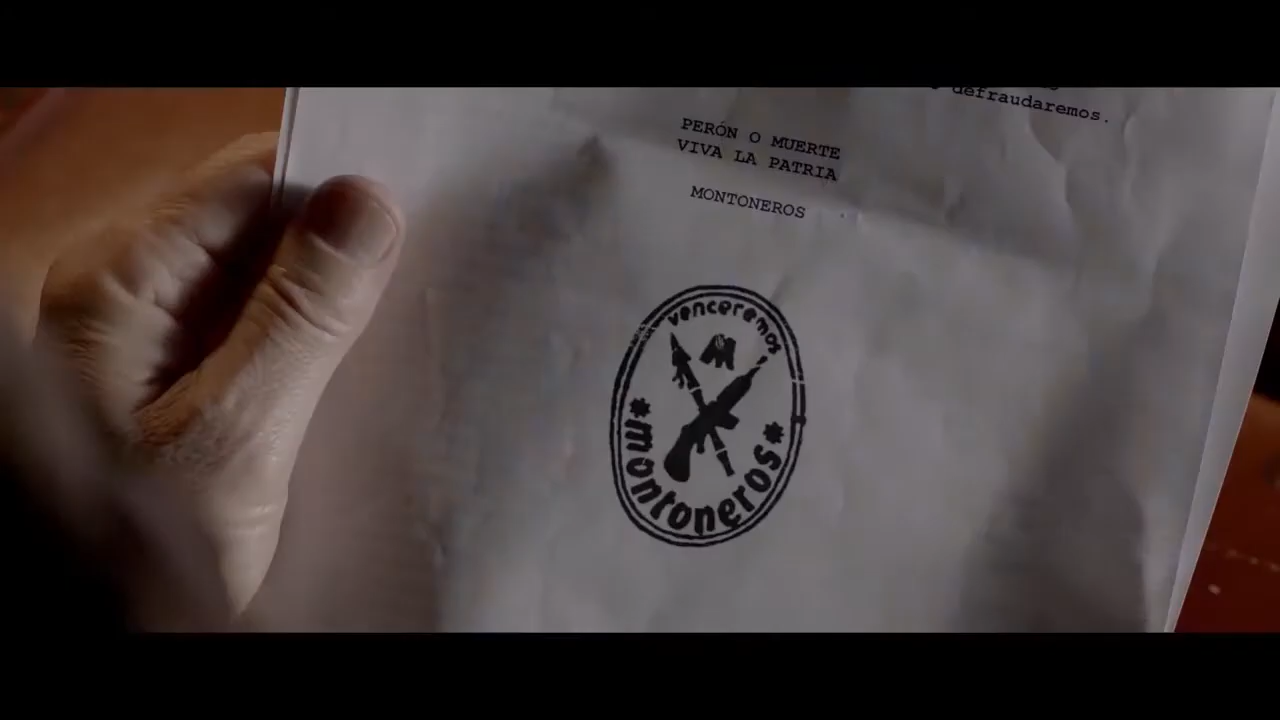 defraudaremos.
PERÓN O MUERTE
VIVA LA PATRIA
MONTONEROS
venceremos
M
*montoneros*